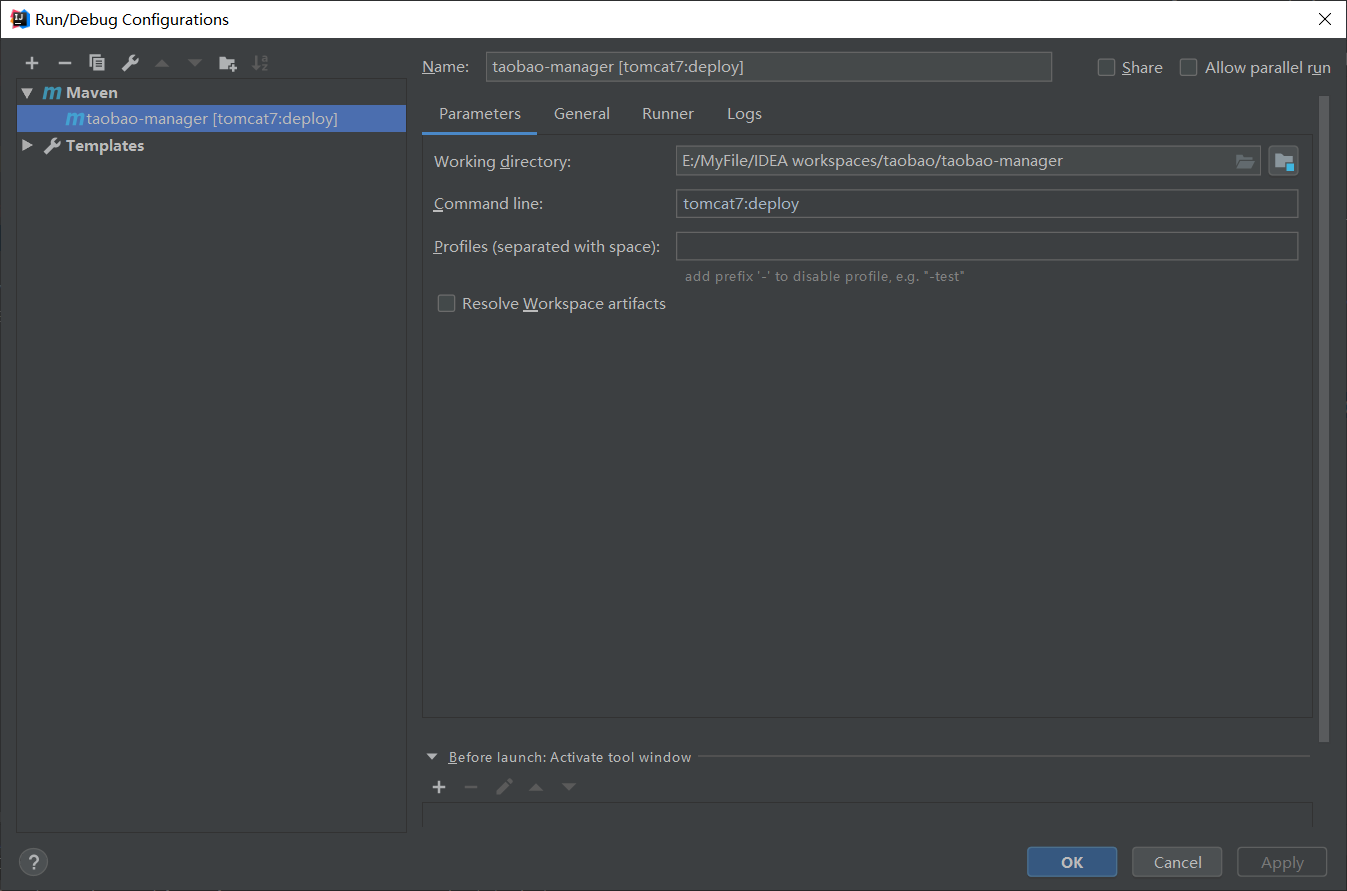 Run/Debug Configurations
Name: taobao-manager [tomcat7:deploy] Share Allow parallel run
Maven
taobao-manager [tomcat7:deploy]
Templates
Parameters General Runner Logs
Working directory: E:/MyFile/IDEA workspaces/taobao/taobao-manager
Command line: tomcat7:deploy
Profiles (separated with space):
add prefix '-' to disable profile, e.g. "-test"
Resolve Workspace artifacts
Before launch: Activate tool window
? OK Cancel Apply